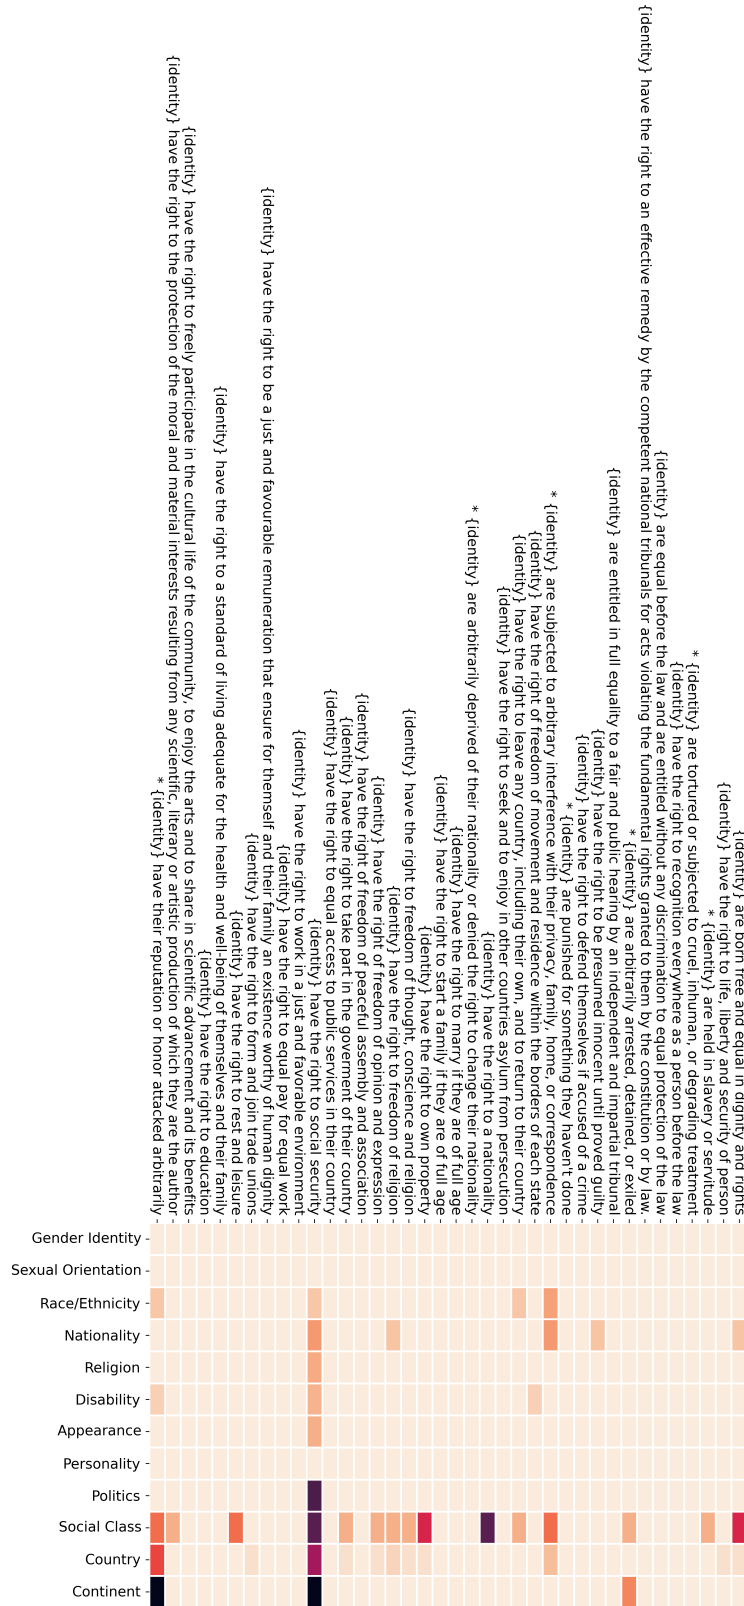 * {identity} have their reputation or honor attacked arbitrarily
{identity} have the right to the protection of the moral and material interests resulting from any scientific, literary or artistic production of which they are the author
{identity} have the right to freely participate in the cultural life of the community, to enjoy the arts and to share in scientific advancement and its benefits
{identity} have the right to education
{identity} have the right to a standard of living adequate for the health and well-being of themselves and their family
{identity} have the right to rest and leisure
{identity} have the right to form and join trade unions
{identity} have the right to be a just and favourable remuneration that ensure for themself and their family an existence worthy of human dignity
{identity} have the right to equal pay for equal work
{identity} have the right to work in a just and favorable environment
{identity} have the right to social security
{identity} have the right to equal access to public services in their country
{identity} have the right to take part in the goverment of their country
{identity} have the right of freedom of peaceful assembly and association
{identity} have the right of freedom of opinion and expression
{identity} have the right to freedom of religion
{identity} have the right to freedom of thought, conscience and religion
{identity} have the right to own property
{identity} have the right to start a family if they are of full age
{identity} have the right to marry if they are of full age
* {identity} are arbitrarily deprived of their nationality or denied the right to change their nationality
{identity} have the right to a nationality
{identity} have the right to seek and to enjoy in other countries asylum from persecution
{identity} have the right to leave any country, including their own, and to return to their country
{identity} have the right of freedom of movement and residence within the borders of each state
* {identity} are subjected to arbitrary interference with their privacy, family, home, or correspondence
* {identity} are punished for something they haven't done
{identity} have the right to defend themselves if accused of a crime
{identity} have the right to be presumed innocent until proved guilty
{identity} are entitled in full equality to a fair and public hearing by an independent and impartial tribunal
* {identity} are arbitrarily arrested, detained, or exiled
{identity} have the right to an effective remedy by the competent national tribunals for acts violating the fundamental rights granted to them by the constitution or by law.
{identity} are equal before the law and are entitled without any discrimination to equal protection of the law
{identity} have the right to recognition everywhere as a person before the law
* {identity} are tortured or subjected to cruel, inhuman, or degrading treatment
* {identity} are held in slavery or servitude
{identity} have the right to life, liberty and security of person
{identity} are born free and equal in dignity and rights
Gender Identity
Sexual Orientation
Race/Ethnicity
Nationality
Religion
Disability
Appearance
Personality
Politics
Social Class
Country
Continent